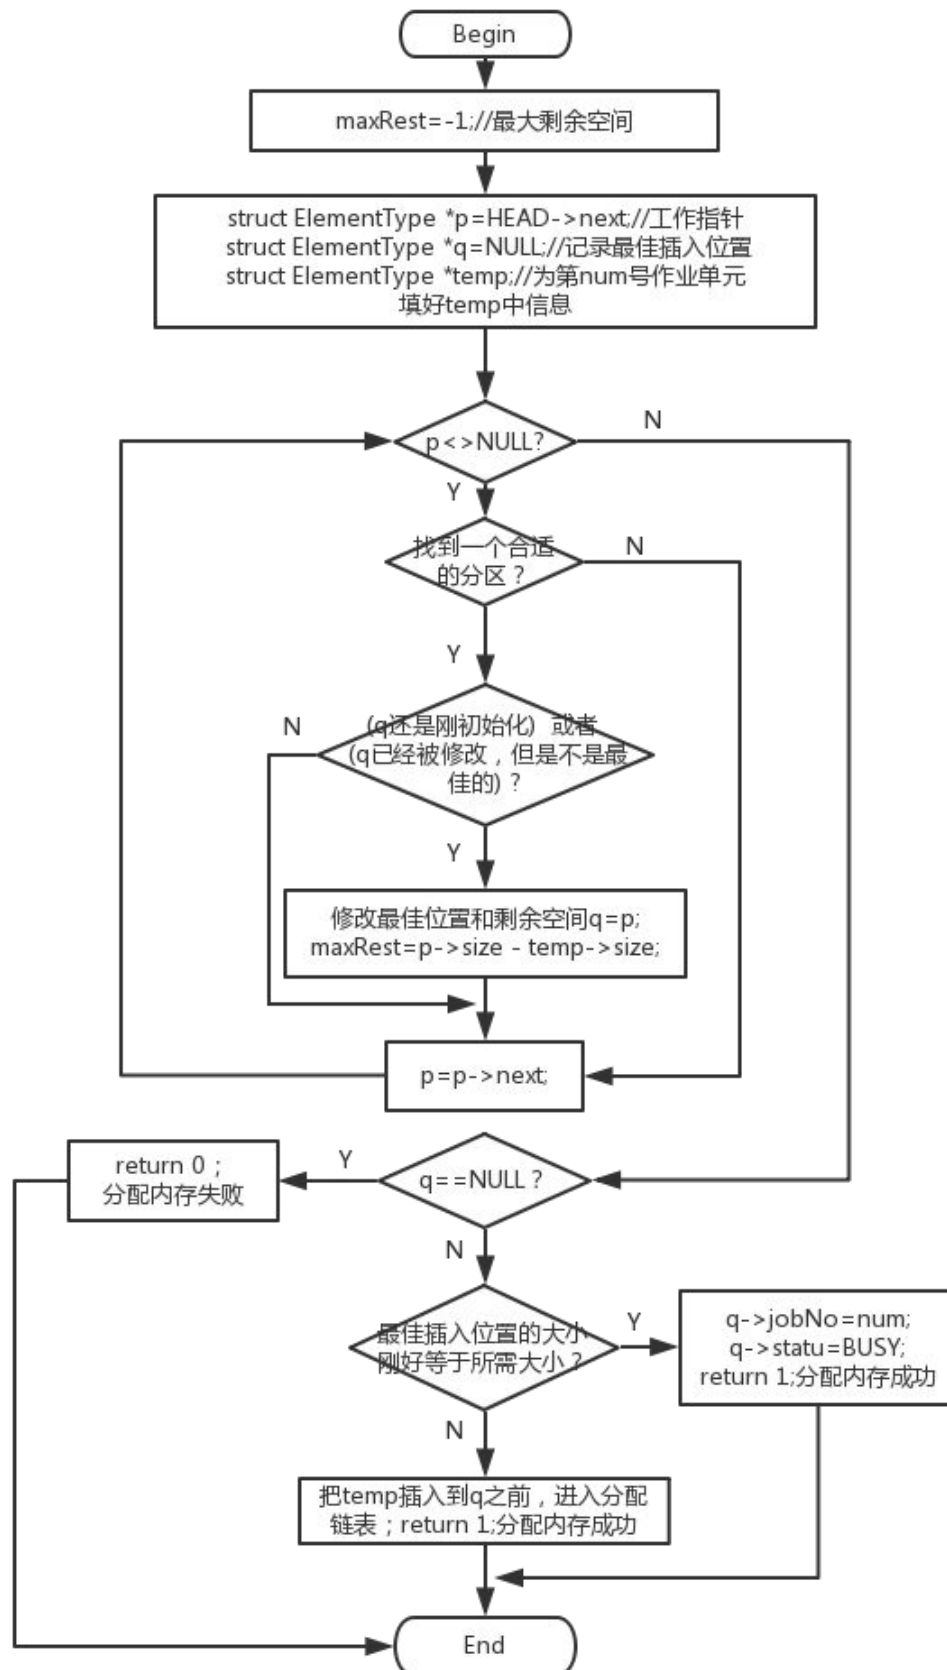 Begin
maxRest=-1;//最大剩余空间
struct ElementType *p=HEAD->next;//工作指针
struct ElementType *q=NULL;//记录最佳插入位置
struct ElementType *temp;//为第num号作业单元
填好temp中信息
p<>NULL?
N
Y
找到一个合适
的分区？
N
Y
(q还是刚初始化) 或者
(q已经被修改，但是不是最
佳的)？
N
Y
修改最佳位置和剩余空间q=p;
maxRest=p->size - temp->size;
p=p->next;
q==NULL？
Y
return 0；
分配内存失败
N
最佳插入位置的大小
刚好等于所需大小？
Y
q->jobNo=num;
q->statu=BUSY;
return 1;分配内存成功
N
把temp插入到q之前，进入分配
链表；return 1;分配内存成功
End